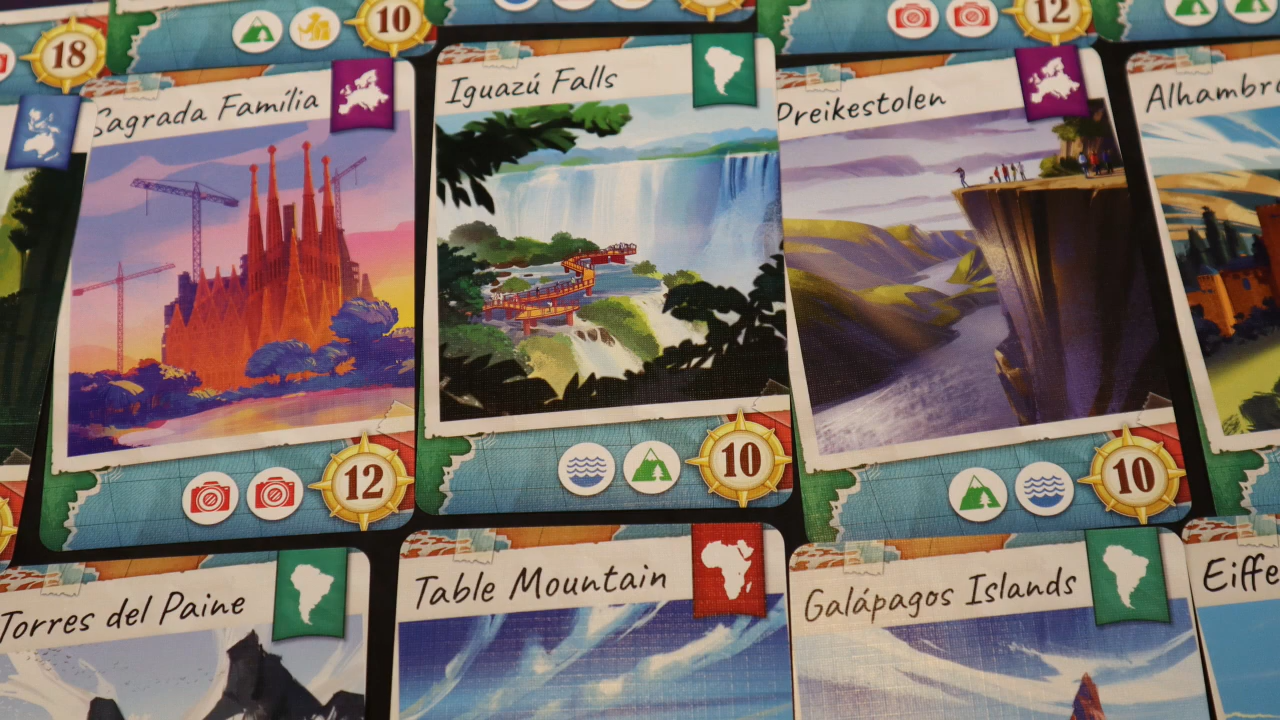 18
10
12
Sagrada Família
Iguazú Falls
Preikestolen
Alhambra
12
10
10
Torres del Paine
Table Mountain
Galápagos Islands
Eiffe